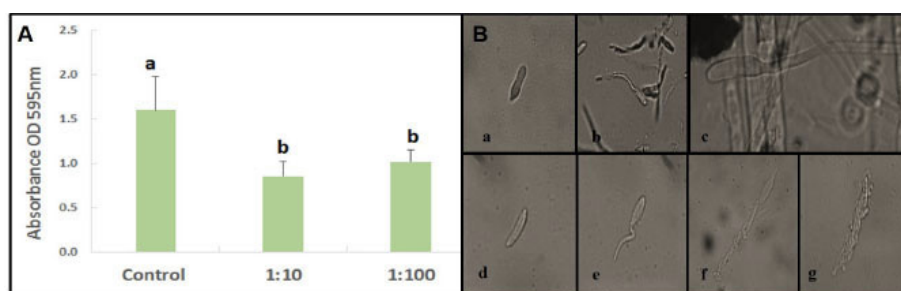 A
Absorbance OD 595nm
2.5
2.0
1.5
1.0
0.5
0.0
a
b
b
Control 1:10 1:100
B
a b c
d e f g